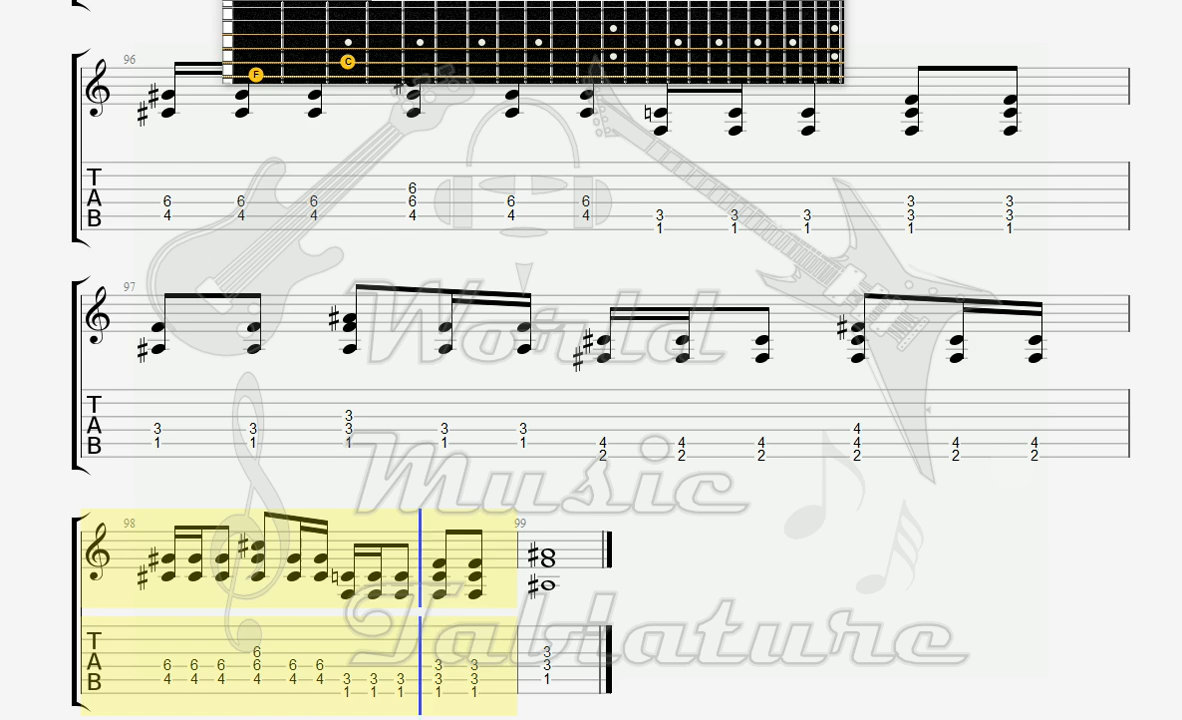 F C
96
T
A
B
6 6 6 6 6 6 6 3 3
4 4 4 4 4 4 3 3 3 3 3
1 1 1 1 1
97
T
A
B
3
3 3 3 3 3 4
1 1 1 1 1 4 4 4 4 4 4
2 2 2 2 2 2
98 99
T
A
B
6 3
6 6 6 6 6 6 3 3 3
4 4 4 4 4 4 3 3 3 3 3 1
1 1 1 1 1
World
Music
Tablature